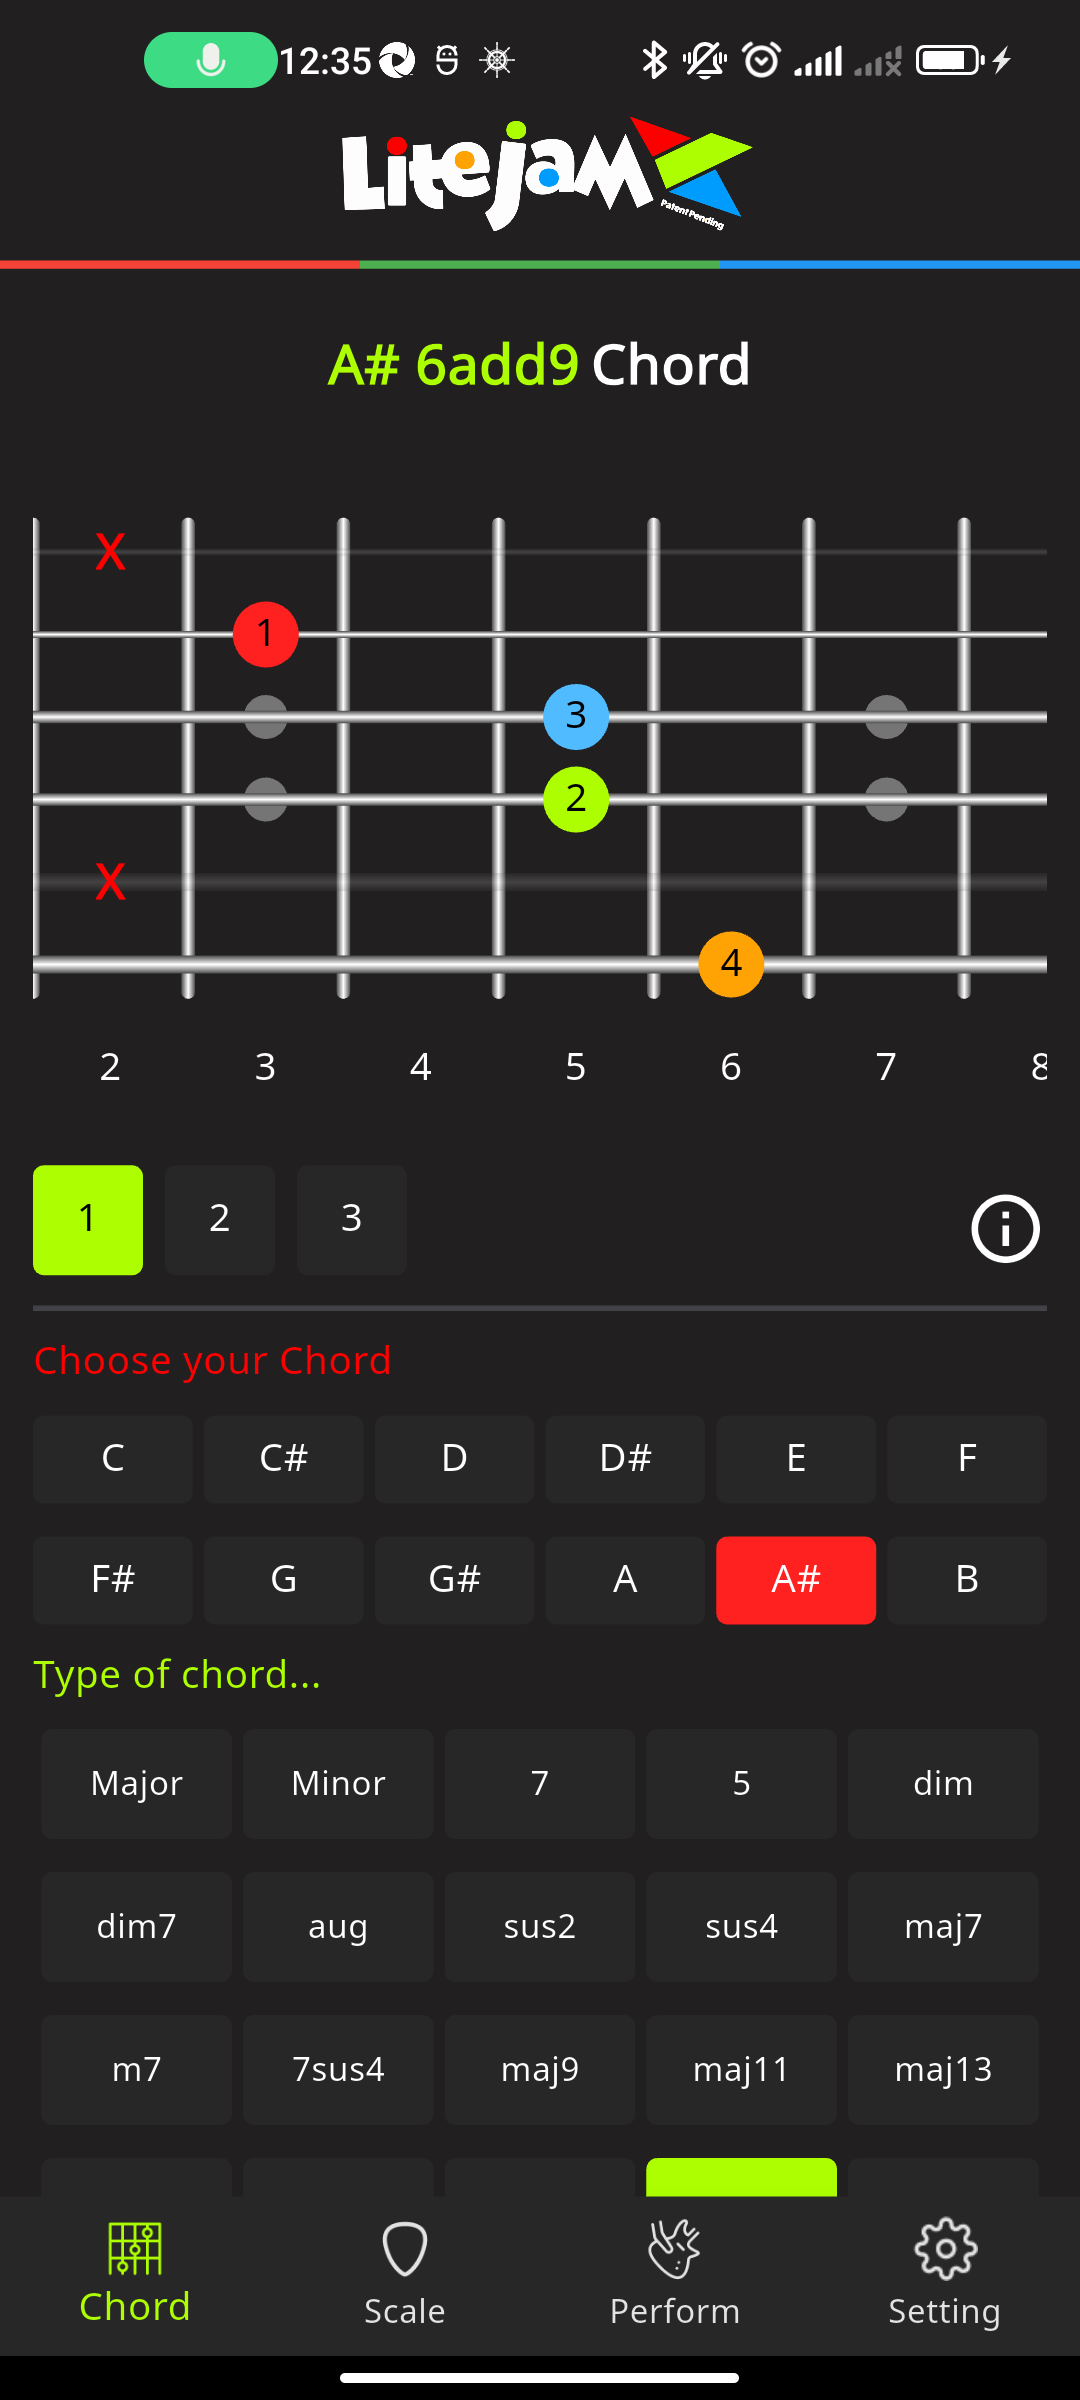 12:35
Litejam
Patent Pending
A# 6add9 Chord
X
1
3
2
X
4
2 3 4 5 6 7 8
1 2 3
Choose your Chord
C C# D D# E F
F# G G# A A# B
Type of chord...
Major Minor 7 5 dim
dim7 aug sus2 sus4 maj7
m7 7sus4 maj9 maj11 maj13
Chord Scale Perform Setting